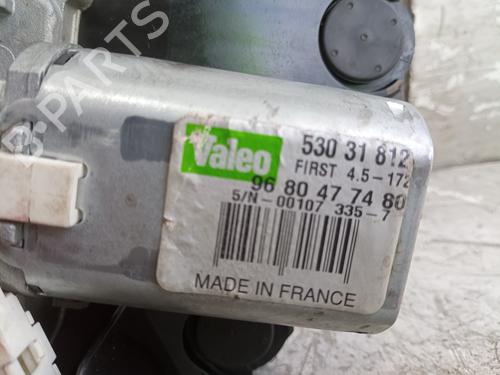 B-PARTS
Valeo
530 31 812
FIRST 4.5-172
96 80 47 74 80
S/N-00107 335-7
MADE IN FRANCE